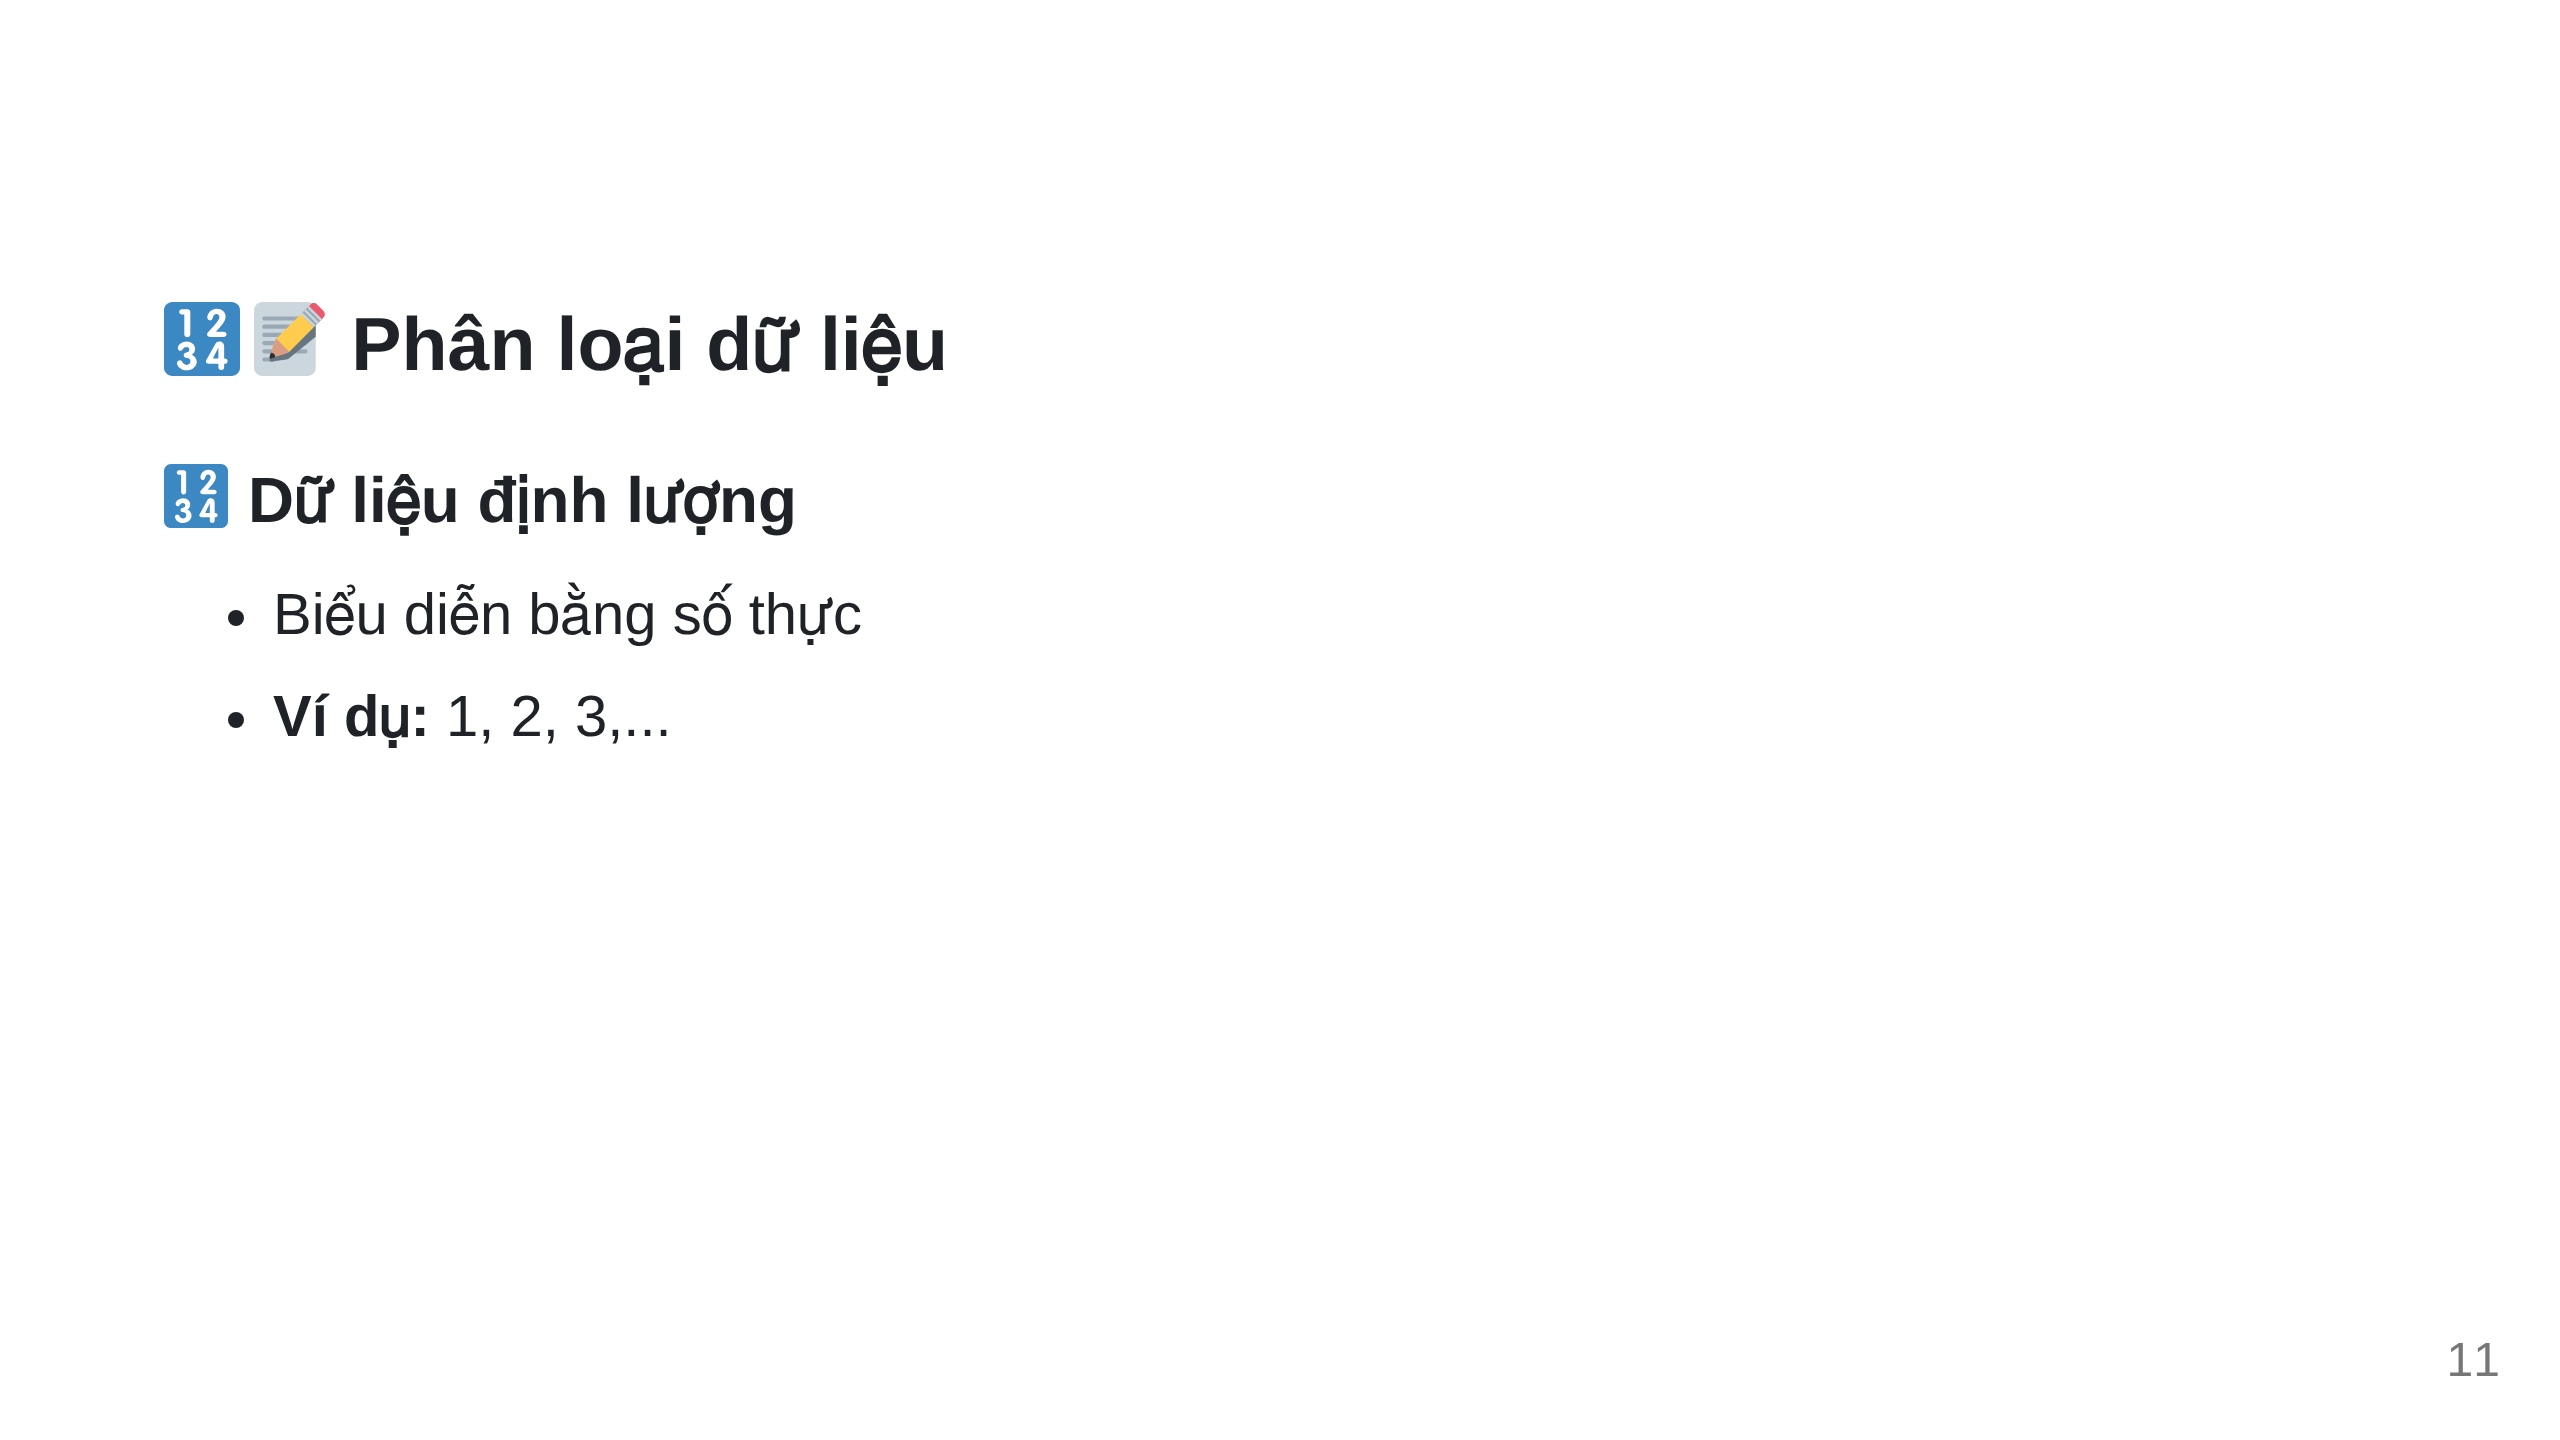 🔢📝 Phân loại dữ liệu
🔢 Dữ liệu định lượng
• Biểu diễn bằng số thực
• Ví dụ: 1, 2, 3,...
11